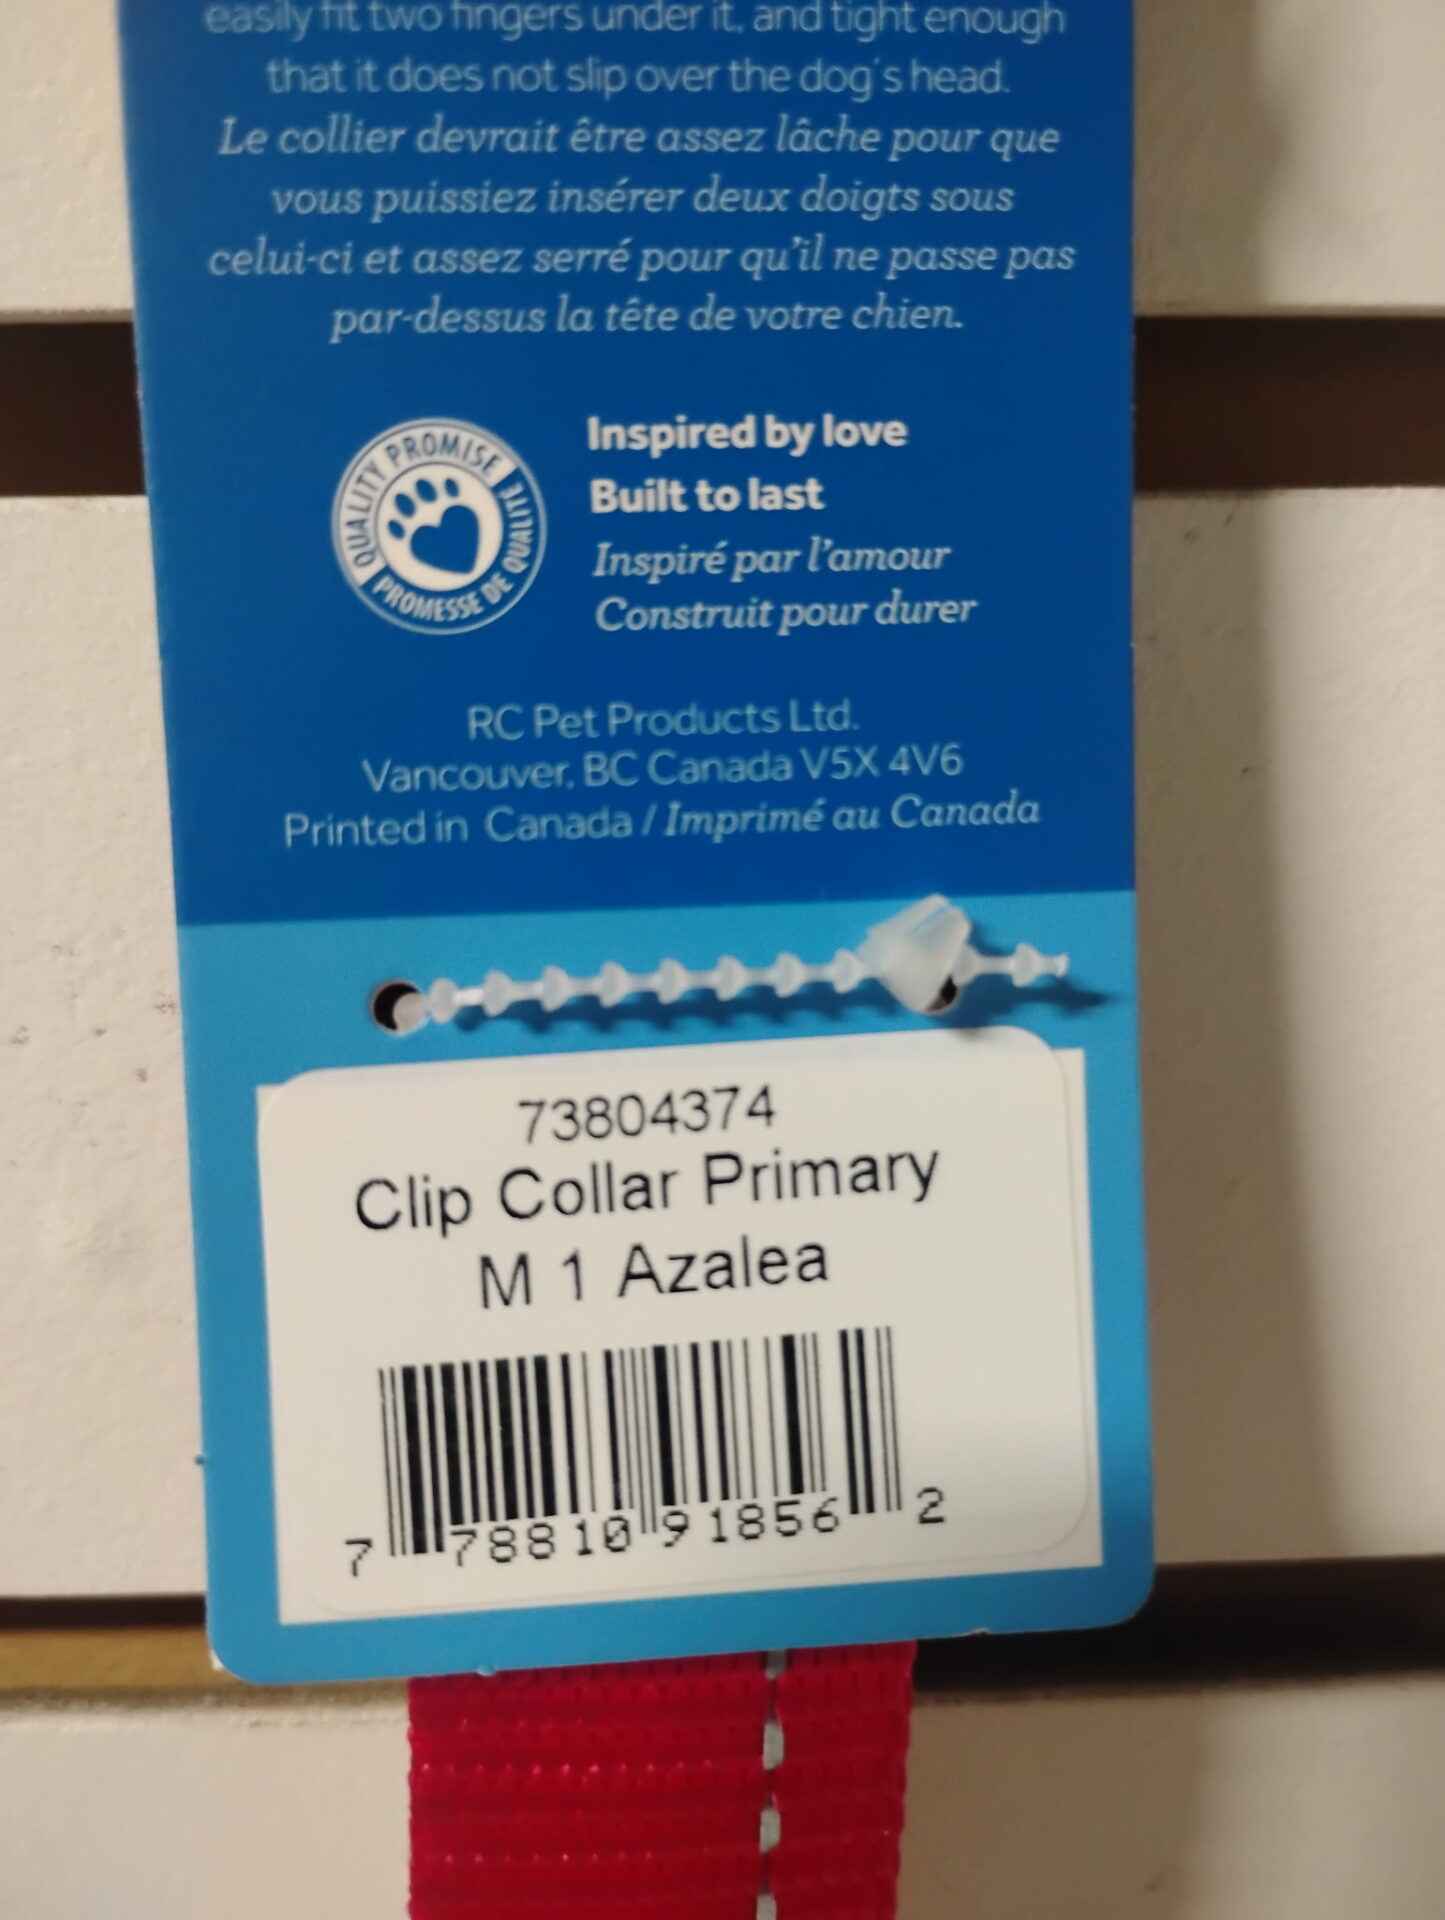 easily fit two fingers under it, and tight enough
that it does not slip over the dog's head.
Le collier devrait être assez lâche pour que
vous puissiez insérer deux doigts sous
celui-ci et assez serré pour qu'il ne passe pas
par-dessus la tête de votre chien.
QUALITY PROMISE
PROMESSE DE QUALITÉ
Inspired by love
Built to last
Inspiré par l'amour
Construit pour durer
RC Pet Products Ltd.
Vancouver, BC Canada V5X 4V6
Printed in Canada / Imprimé au Canada
73804374
Clip Collar Primary
M 1 Azalea
7 78810 91856 2